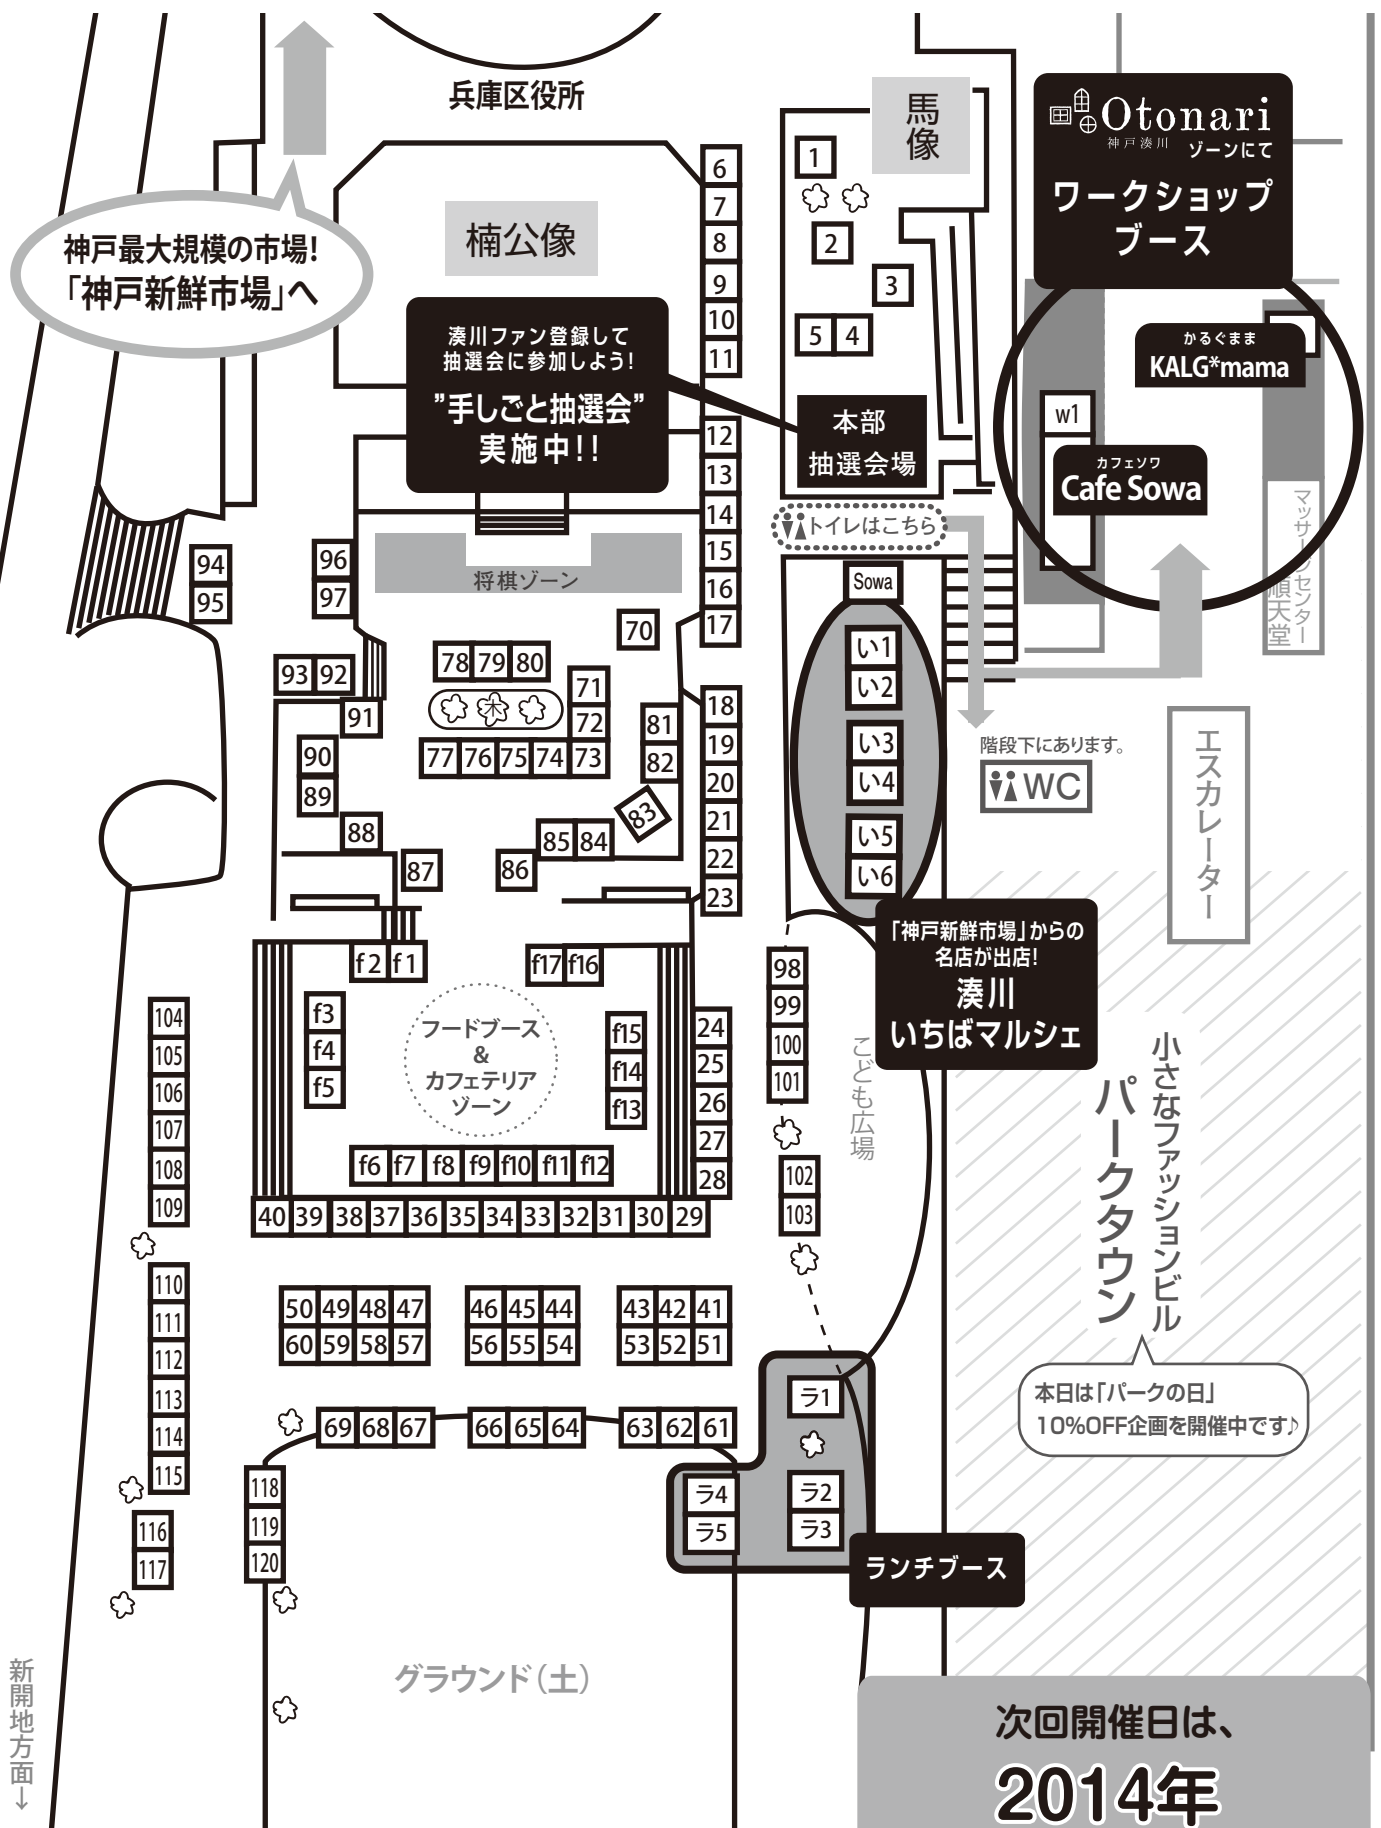 兵庫区役所
馬像
楠公像
神戸最大規模の市場!
「神戸新鮮市場」へ
湊川ファン登録して
抽選会に参加しよう!
”手しごと抽選会”
実施中!!
本部
抽選会場
Otonari
神戸湊川
ゾーンにて
ワークショップ
ブース
かるぐまま
KALG*mama
w1
カフェソワ
Cafe Sowa
マッサージセンター
順天堂
トイレはこちら
階段下にあります。
WC
エスカレーター
将棋ゾーン
1
2
3
5 4
6
7
8
9
10
11
12
13
14
15
16
17
18
19
20
21
22
23
94
95
96
97
93 92
91
90
89
88
87
86
85 84
83
81
82
70
78 79 80
木
71
72
77 76 75 74 73
Sowa
い1
い2
い3
い4
い5
い6
「神戸新鮮市場」からの
名店が出店!
湊川
いちばマルシェ
f2 f1
f17 f16
f3
f4
f5
フードブース
&
カフェテリア
ゾーン
f15
f14
f13
f6 f7 f8 f9 f10 f11 f12
24
25
26
27
28
40 39 38 37 36 35 34 33 32 31 30 29
98
99
100
101
102
103
こども広場
104
105
106
107
108
109
110
111
112
113
114
115
116
117
50 49 48 47 46 45 44 43 42 41
60 59 58 57 56 55 54 53 52 51
69 68 67 66 65 64 63 62 61
118
119
120
ラ1
ラ2
ラ3
ラ4
ラ5
ランチブース
小さなファッションビル
パークタウン
本日は「パークの日」
10%OFF企画を開催中です♪
グラウンド(土)
新開地方面→
次回開催日は、
2014年